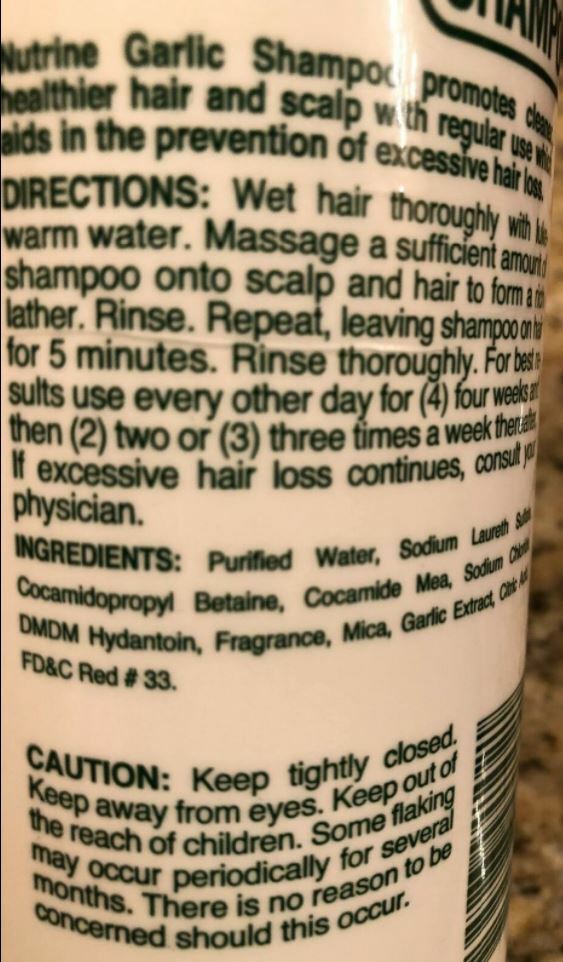 SHAMPO
Nutrine Garlic Shampoo promotes
healthier hair and scalp with regular use
aids in the prevention of excessive hair loss.
DIRECTIONS: Wet hair thoroughly with
warm water. Massage a sufficient amount
shampoo onto scalp and hair to form a
lather. Rinse. Repeat, leaving shampoo on
for 5 minutes. Rinse thoroughly. For best re-
sults use every other day for (4) four weeks
then (2) two or (3) three times a week
If excessive hair loss continues, consult
physician.
INGREDIENTS: Purified Water, Sodium Laureth
Cocamidopropyl Betaine, Cocamide Mea, Sodium
DMDM Hydantoin, Fragrance, Mica, Garlic Extract, Citric
FD&C Red # 33.
CAUTION: Keep tightly closed.
Keep away from eyes. Keep out of
the reach of children. Some flaking
may occur periodically for several
months. There is no reason to be
concerned should this occur.